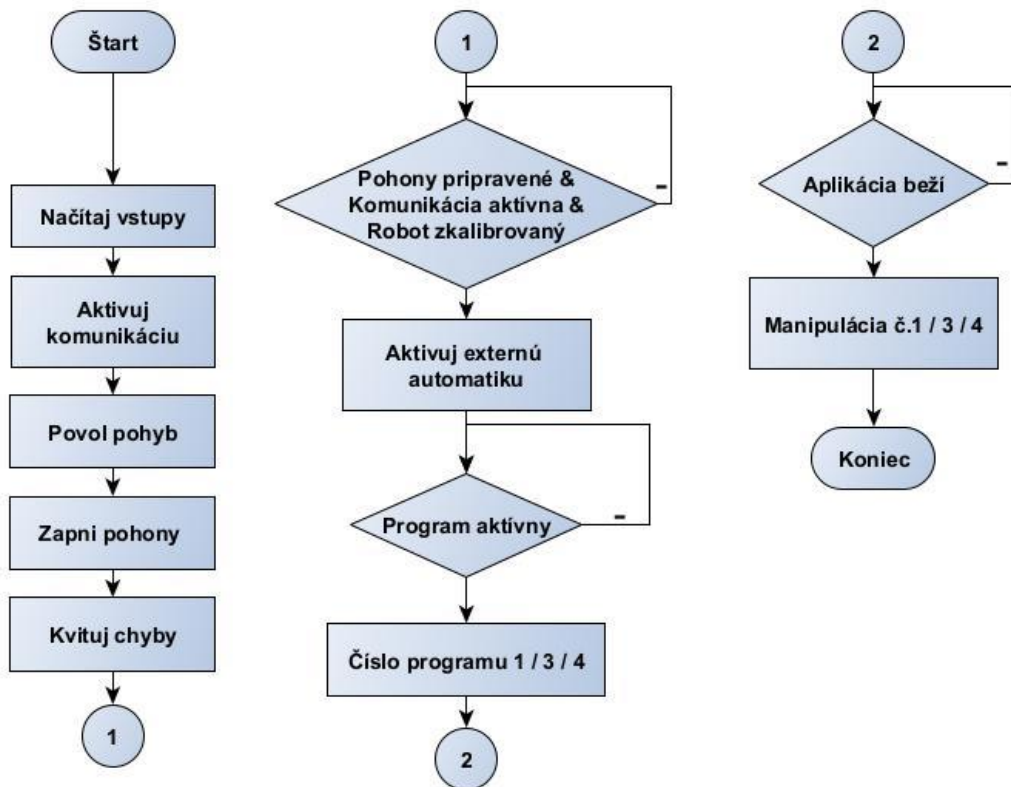 Štart
Načítaj vstupy
Aktivuj
komunikáciu
Povol pohyb
Zapni pohony
Kvituj chyby
1
1
Pohony pripravené &
Komunikácia aktívna &
Robot zkalibrovaný
-
Aktivuj externú
automatiku
Program aktívny
-
Číslo programu 1 / 3 / 4
2
2
Aplikácia beží
-
Manipulácia č.1 / 3 / 4
Koniec